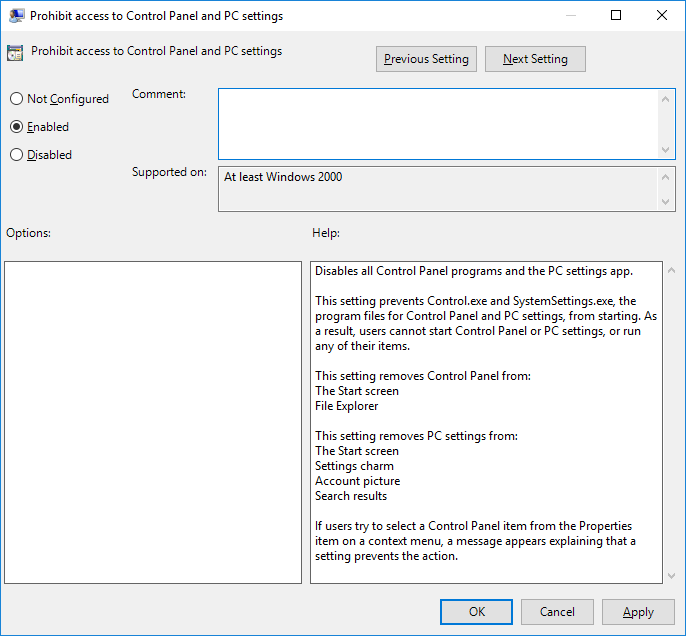 Prohibit access to Control Panel and PC settings
Prohibit access to Control Panel and PC settings
Previous Setting
Next Setting
Not Configured
Comment:
Enabled
Disabled
Supported on:
At least Windows 2000
Options:
Help:
Disables all Control Panel programs and the PC settings app.
This setting prevents Control.exe and SystemSettings.exe, the
program files for Control Panel and PC settings, from starting. As
a result, users cannot start Control Panel or PC settings, or run
any of their items.
This setting removes Control Panel from:
The Start screen
File Explorer
This setting removes PC settings from:
The Start screen
Settings charm
Account picture
Search results
If users try to select a Control Panel item from the Properties
item on a context menu, a message appears explaining that a
setting prevents the action.
OK
Cancel
Apply